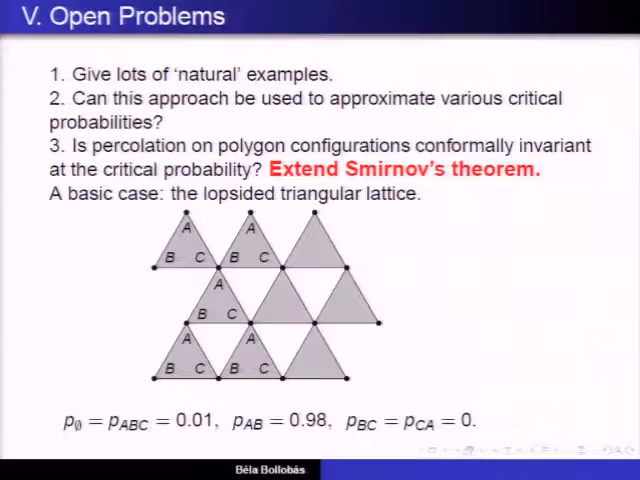 V. Open Problems
1. Give lots of ‘natural’ examples.
2. Can this approach be used to approximate various critical
probabilities?
3. Is percolation on polygon configurations conformally invariant
at the critical probability? Extend Smirnov’s theorem.
A basic case: the lopsided triangular lattice.
A A
B C B C
A
B C
A A
B C B C
p∅ = pABC = 0.01, pAB = 0.98, pBC = pCA = 0.
Béla Bollobás